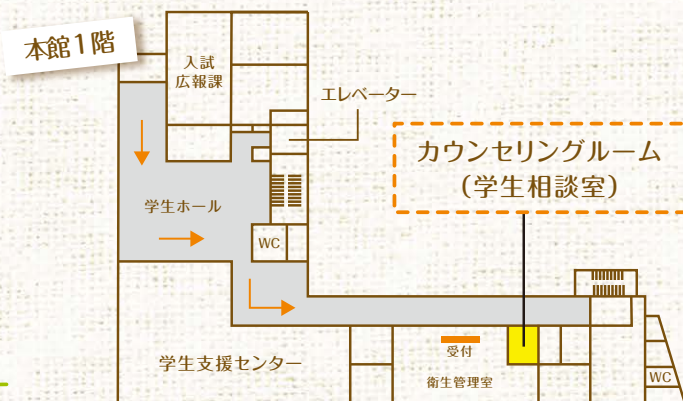 本館1階
入試
広報課
エレベーター
カウンセリングルーム
(学生相談室)
学生ホール
WC
受付
学生支援センター
衛生管理室
WC